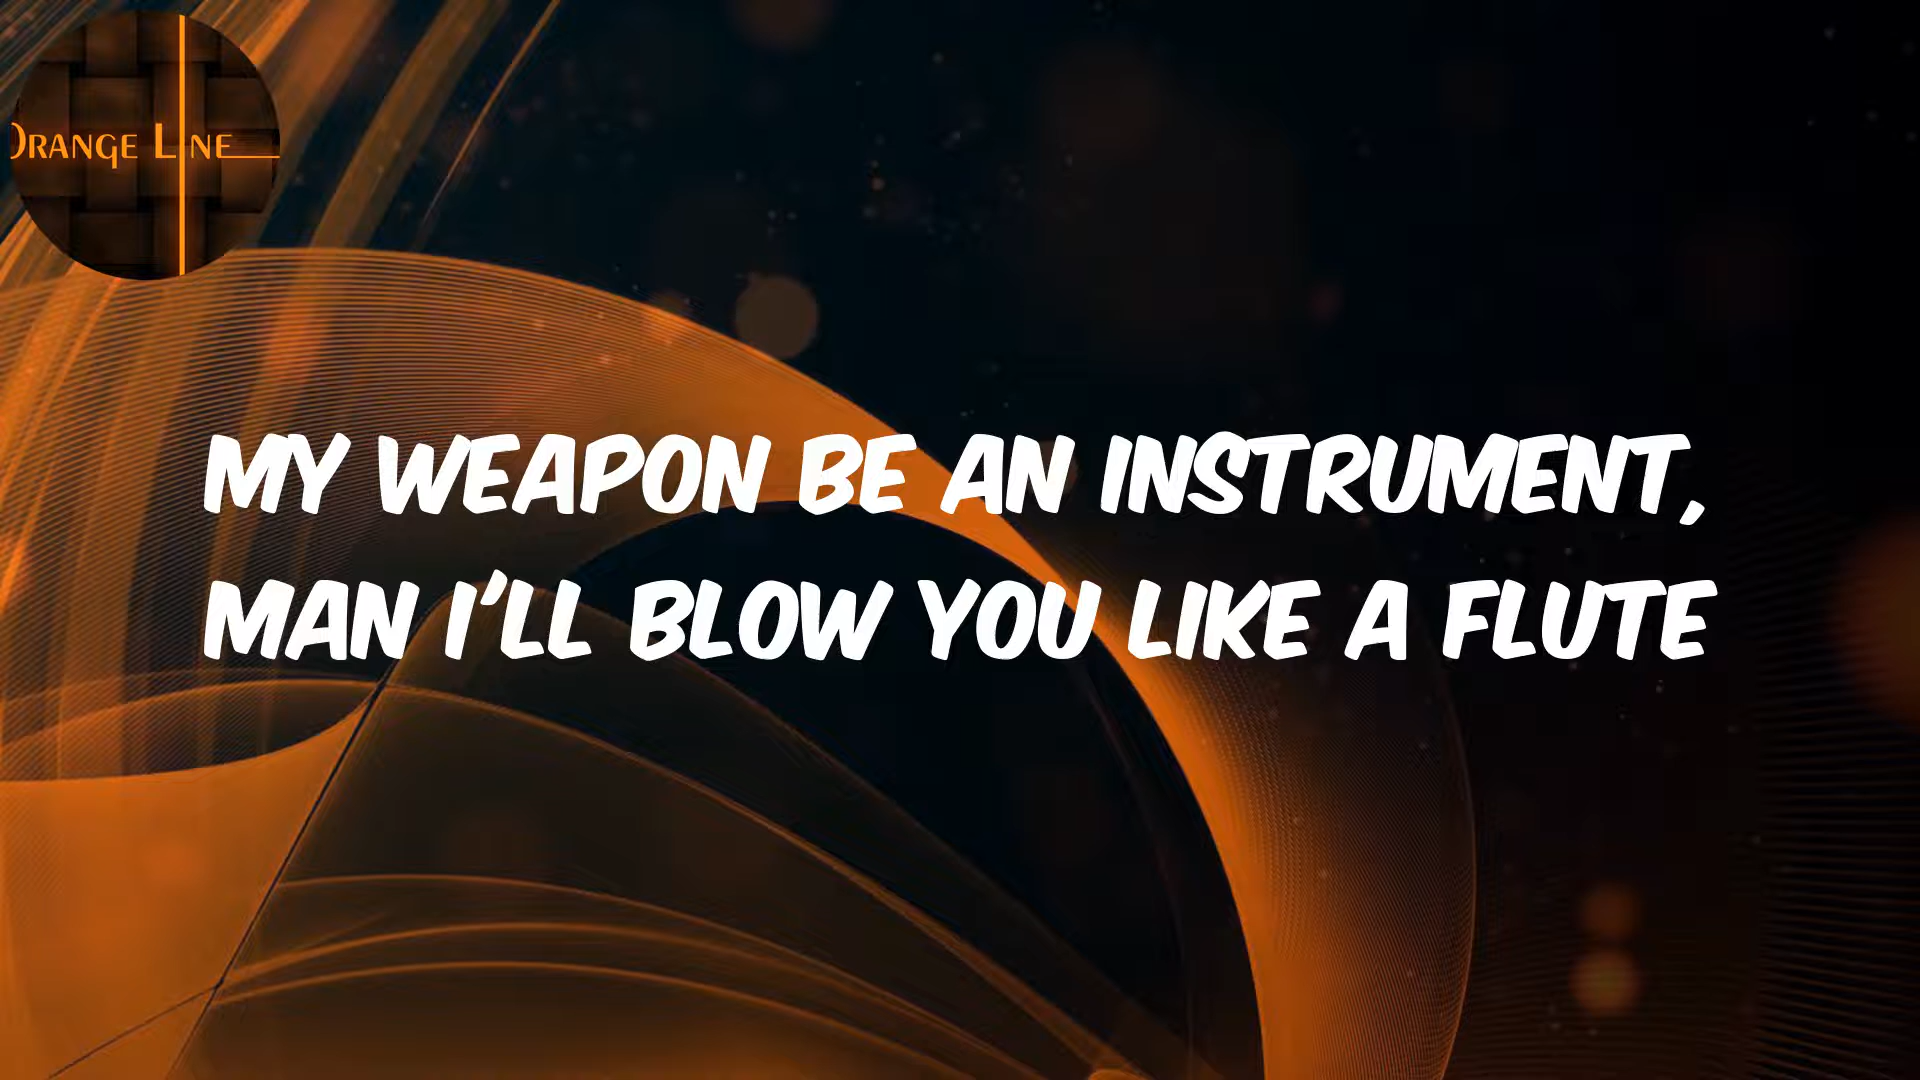 ORANGE LINE
MY WEAPON BE AN INSTRUMENT,
MAN I'LL BLOW YOU LIKE A FLUTE